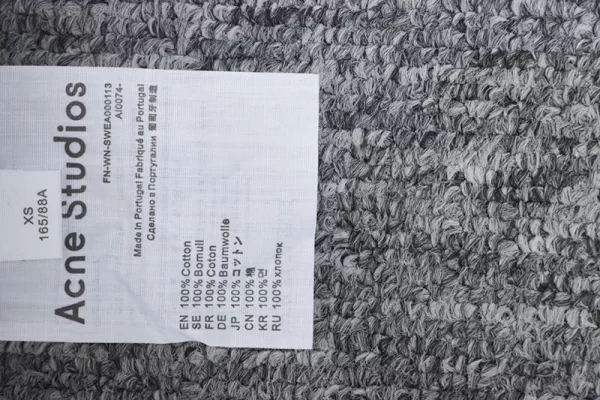 XS
165/88A
Acne Studios
FN-WN-SWEA000113
AI0074-
Made in Portugal Fabriqué au Portugal
Сделано в Португалии 葡萄牙制造
EN 100% Cotton
SE 100% Bomull
FR 100% Coton
DE 100% Baumwolle
JP 100% コットン
CN 100% 棉
KR 100% 면
RU 100% хлопок